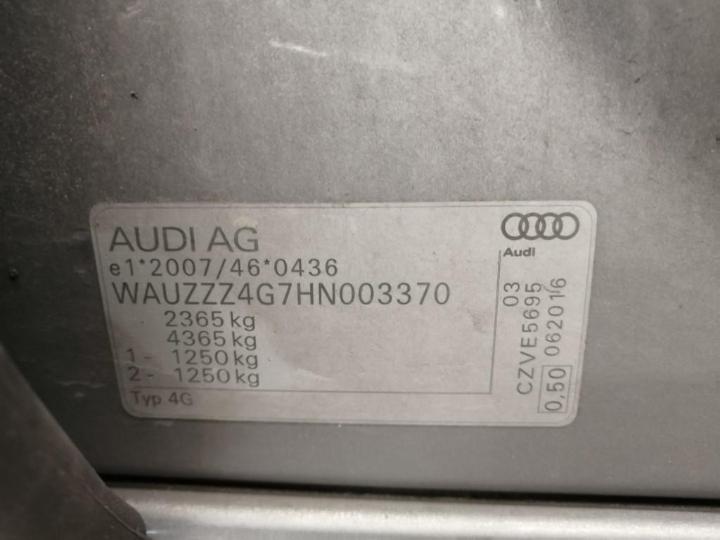 AUDI AG
e1*2007/46*0436
WAUZZZ4G7HN003370
2365 kg
4365 kg
1 - 1250 kg
2 - 1250 kg
Typ 4G
Audi
03
CZVE5695
062016
0,50